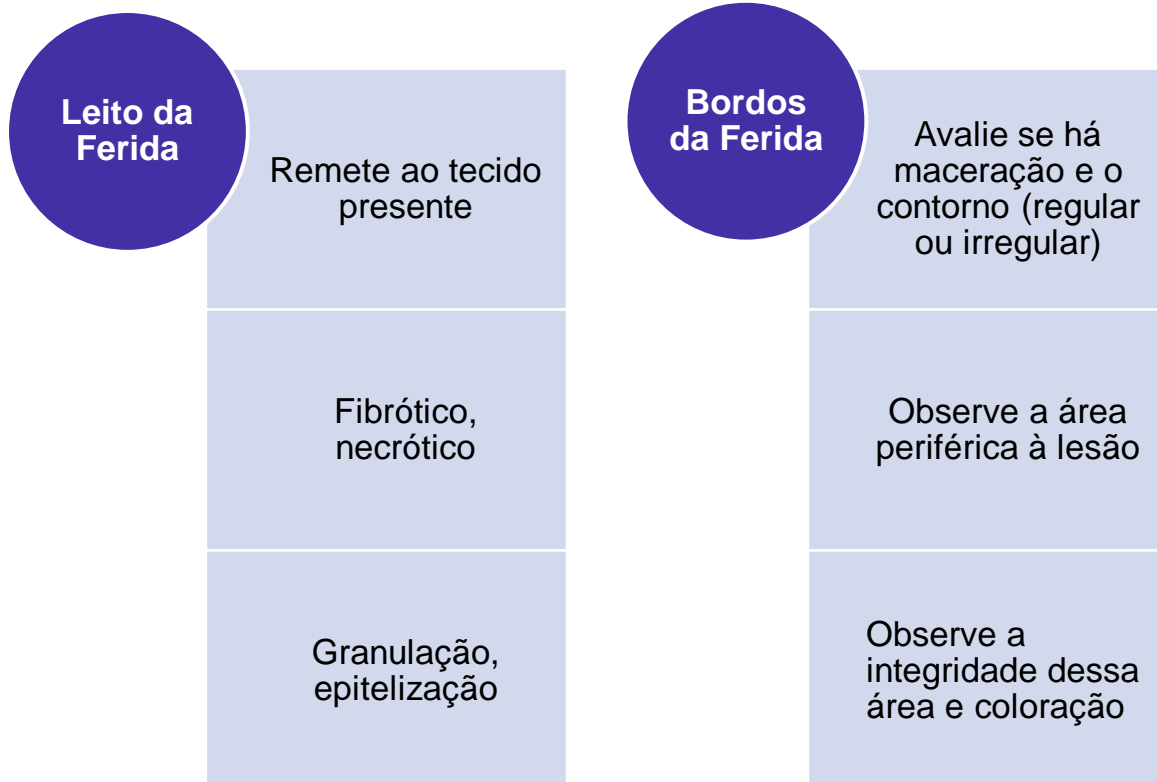 Leito da
Ferida
Remete ao tecido
presente
Fibrótico,
necrótico
Granulação,
epitelização
Bordos
da Ferida
Avalie se há
maceração e o
contorno (regular
ou irregular)
Observe a área
periférica à lesão
Observe a
integridade dessa
área e coloração